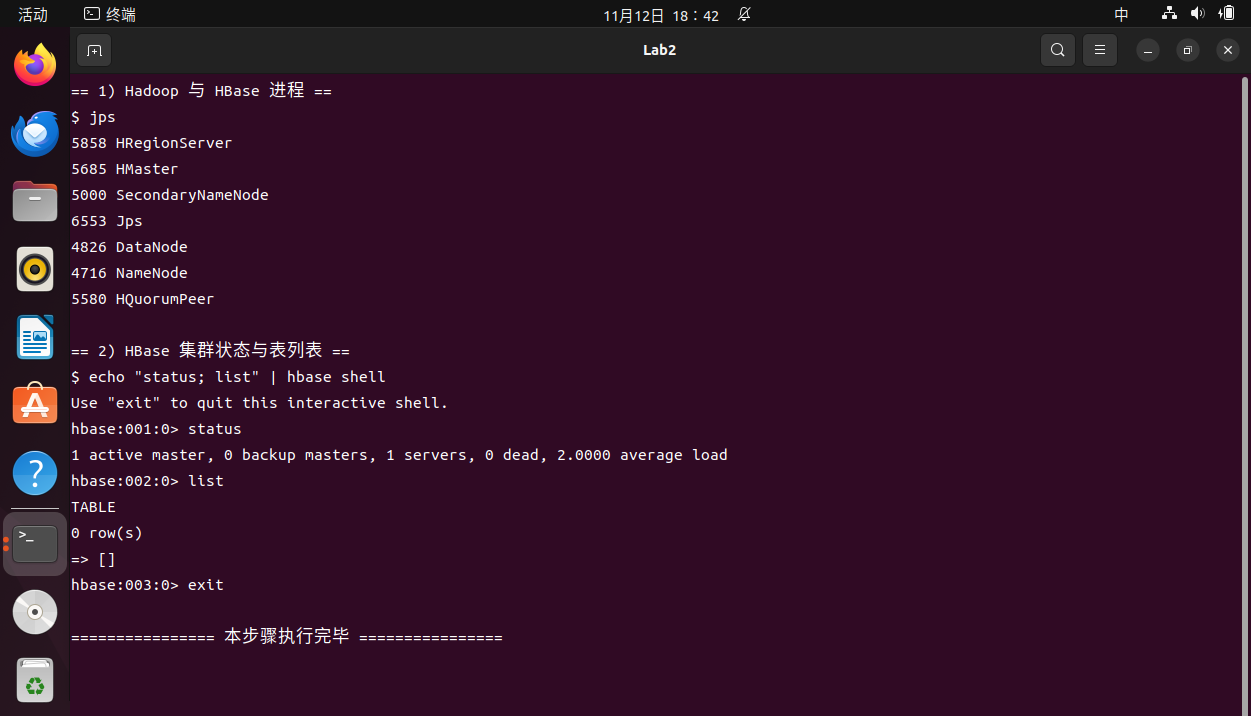 活动 终端 11月12日 18：42 中
Lab2
== 1) Hadoop 与 HBase 进程 ==
$ jps
5858 HRegionServer
5685 HMaster
5000 SecondaryNameNode
6553 Jps
4826 DataNode
4716 NameNode
5580 HQuorumPeer
== 2) HBase 集群状态与表列表 ==
$ echo "status; list" | hbase shell
Use "exit" to quit this interactive shell.
hbase:001:0> status
1 active master, 0 backup masters, 1 servers, 0 dead, 2.0000 average load
hbase:002:0> list
TABLE
0 row(s)
=> []
hbase:003:0> exit
================ 本步骤执行完毕 ================